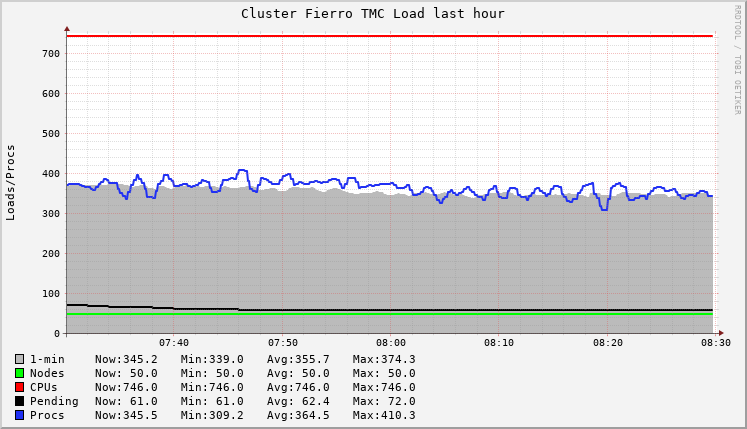 Cluster Fierro TMC Load last hour
RRDTOOL / TOBI OETIKER
Loads/Procs
700
600
500
400
300
200
100
0
07:40 07:50 08:00 08:10 08:20 08:30
1-min Now:345.2 Min:339.0 Avg:355.7 Max:374.3
Nodes Now: 50.0 Min: 50.0 Avg: 50.0 Max: 50.0
CPUs Now:746.0 Min:746.0 Avg:746.0 Max:746.0
Pending Now: 61.0 Min: 61.0 Avg: 62.4 Max: 72.0
Procs Now:345.5 Min:309.2 Avg:364.5 Max:410.3